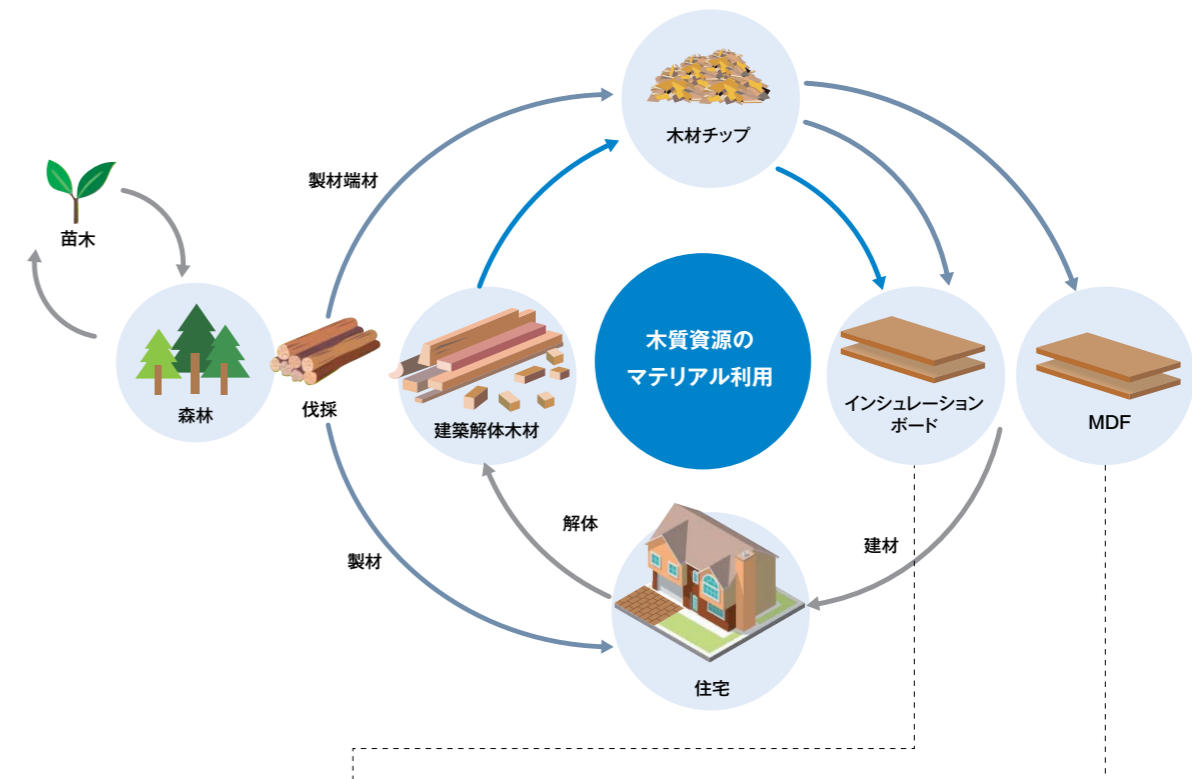 木材チップ
製材端材
苗木
木質資源の
マテリアル利用
森林
伐採
建築解体木材
インシュレーション
ボード
MDF
解体
建材
製材
住宅